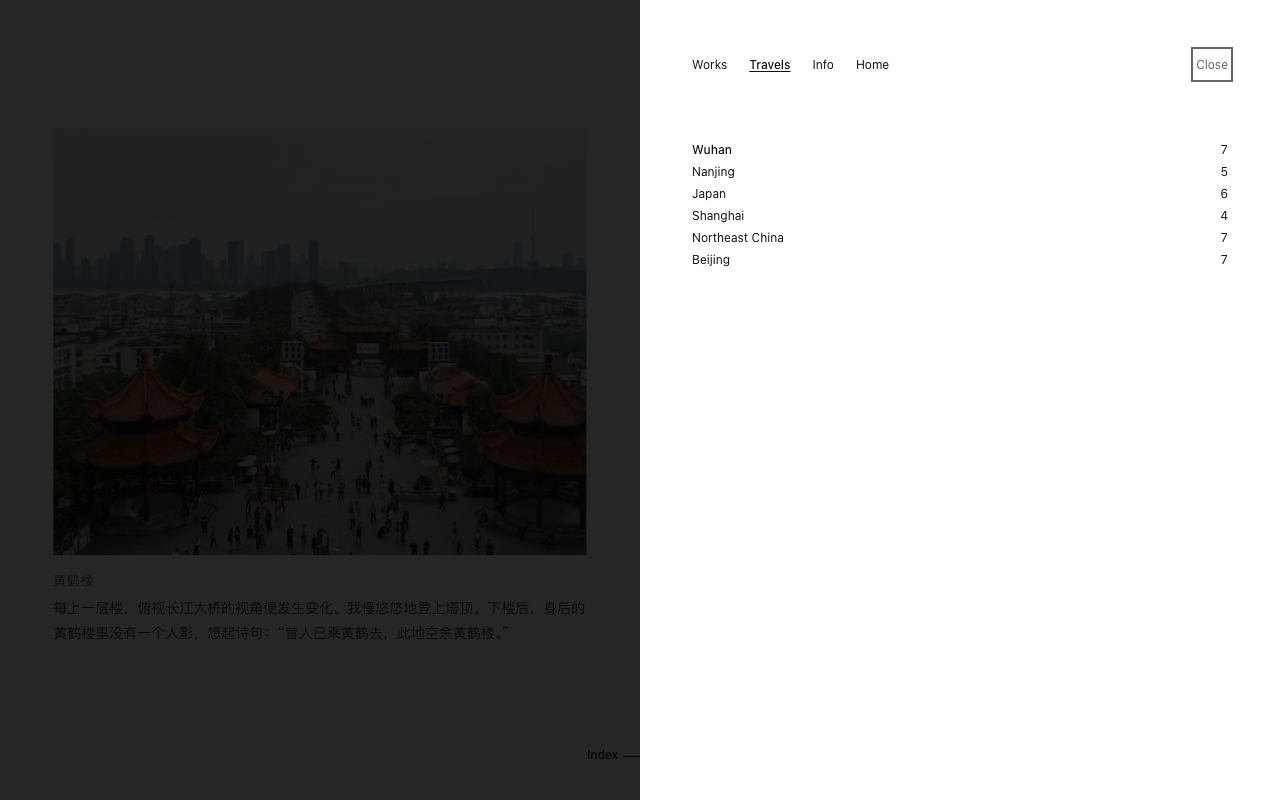 Works Travels Info Home Close
Wuhan 7
Nanjing 5
Japan 6
Shanghai 4
Northeast China 7
Beijing 7
黄鹤楼
每上一层楼，俯视长江大桥的视角便发生变化。我慢悠悠地登上塔顶。下楼后，身后的
黄鹤楼里没有一个人影，想起诗句：“昔人已乘黄鹤去，此地空余黄鹤楼。”
Index